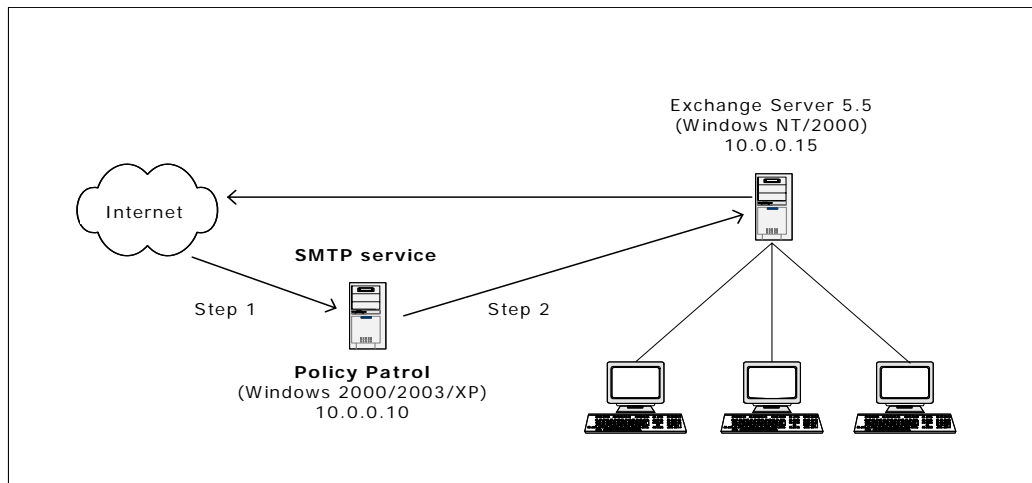 Exchange Server 5.5
(Windows NT/2000)
10.0.0.15
Internet
SMTP service
Step 1
Step 2
Policy Patrol
(Windows 2000/2003/XP)
10.0.0.10